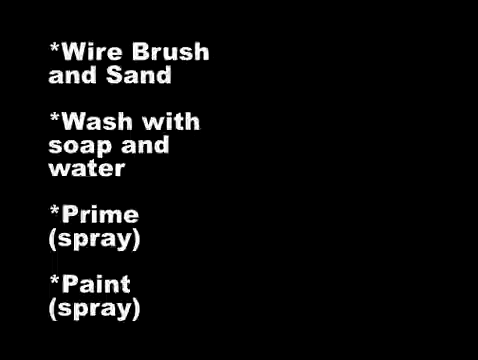 *Wire Brush
and Sand
*Wash with
soap and
water
*Prime
(spray)
*Paint
(spray)